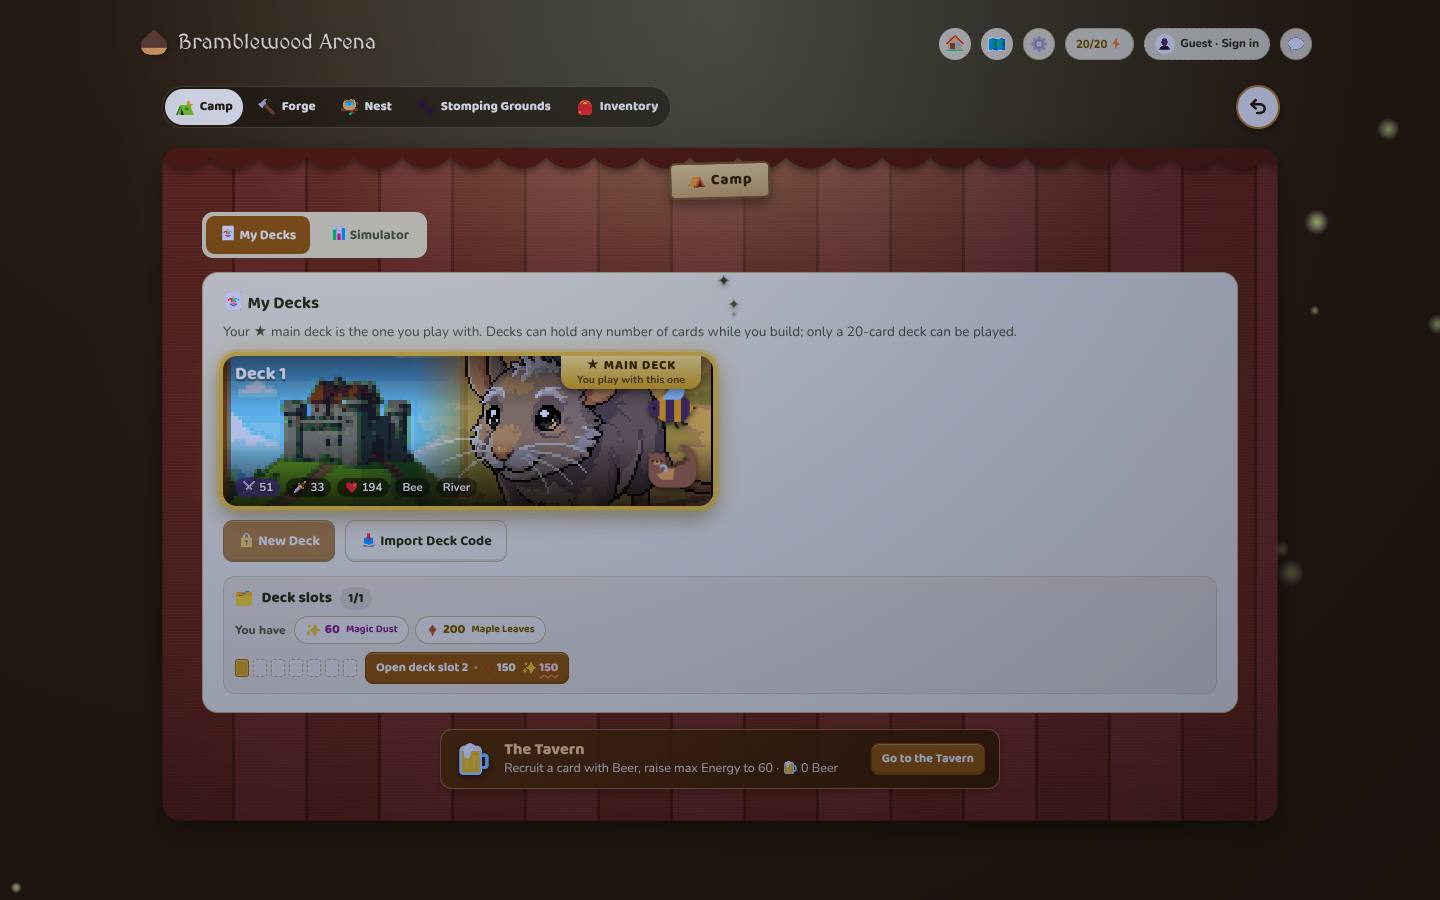 Bramblewood Arena
20/20
Guest · Sign in
Camp
Forge
Nest
Stomping Grounds
Inventory
Camp
My Decks
Simulator
My Decks
Your ★ main deck is the one you play with. Decks can hold any number of cards while you build; only a 20-card deck can be played.
Deck 1
★ MAIN DECK
You play with this one
51
33
194
Bee
River
New Deck
Import Deck Code
Deck slots 1/1
You have
60 Magic Dust
200 Maple Leaves
Open deck slot 2 · 150 150
The Tavern
Recruit a card with Beer, raise max Energy to 60 · 0 Beer
Go to the Tavern